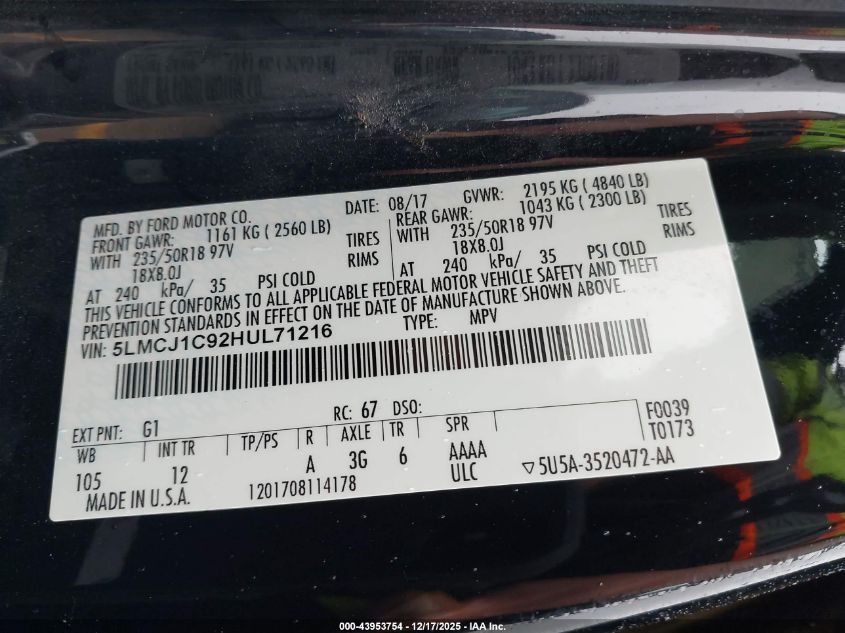 MFD. BY FORD MOTOR CO.
DATE: 08/17 GVWR: 2195 KG ( 4840 LB)
FRONT GAWR: 1161 KG ( 2560 LB) REAR GAWR: 1043 KG ( 2300 LB)
WITH 235/50R18 97V TIRES WITH 235/50R18 97V TIRES
18X8.0J RIMS 18X8.0J RIMS
AT 240 kPa/ 35 PSI COLD AT 240 kPa/ 35 PSI COLD
THIS VEHICLE CONFORMS TO ALL APPLICABLE FEDERAL MOTOR VEHICLE SAFETY AND THEFT
PREVENTION STANDARDS IN EFFECT ON THE DATE OF MANUFACTURE SHOWN ABOVE.
VIN: 5LMCJ1C92HUL71216 TYPE: MPV
EXT PNT: G1 RC: 67 DSO: F0039
WB INT TR TP/PS R AXLE TR SPR T0173
105 12 A 3G 6 AAAA
ULC
MADE IN U.S.A. 1201708114178 ▽5U5A-3520472-AA
000-43953754 | 12/17/2025 - IAA Inc.